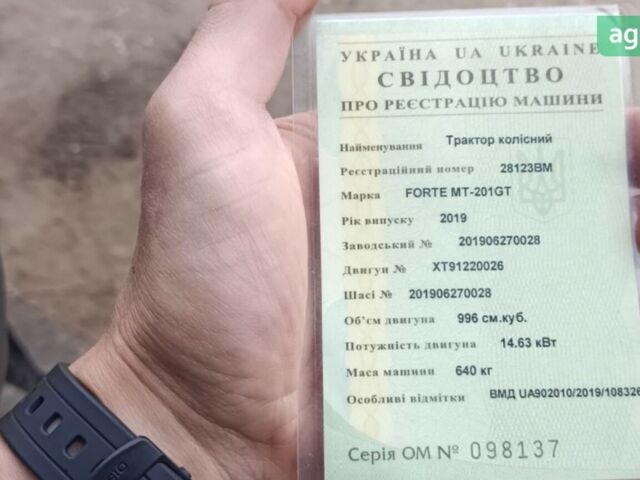 ag
УКРАЇНА UA UKRAINE
СВІДОЦТВО
ПРО РЕЄСТРАЦІЮ МАШИНИ
Найменування Трактор колісний
Реєстраційний номер 28123ВМ
Марка FORTE MT-201GT
Рік випуску 2019
Заводський № 201906270028
Двигун № XT91220026
Шасі № 201906270028
Об'єм двигуна 996 см.куб.
Потужність двигуна 14.63 кВт
Маса машини 640 кг
Особливі відмітки ВМД UA902010/2019/108326
Серія ОМ № 098137